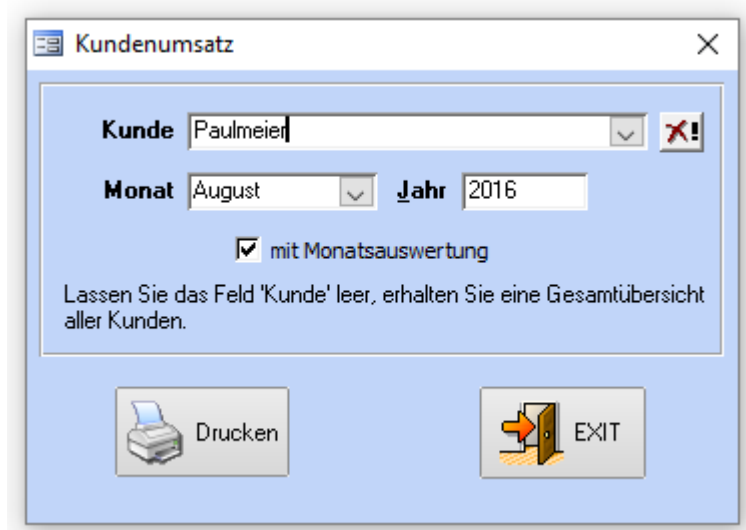 Kundenumsatz
Kunde Paulmeier
Monat August Jahr 2016
mit Monatsauswertung
Lassen Sie das Feld 'Kunde' leer, erhalten Sie eine Gesamtübersicht
aller Kunden.
Drucken EXIT